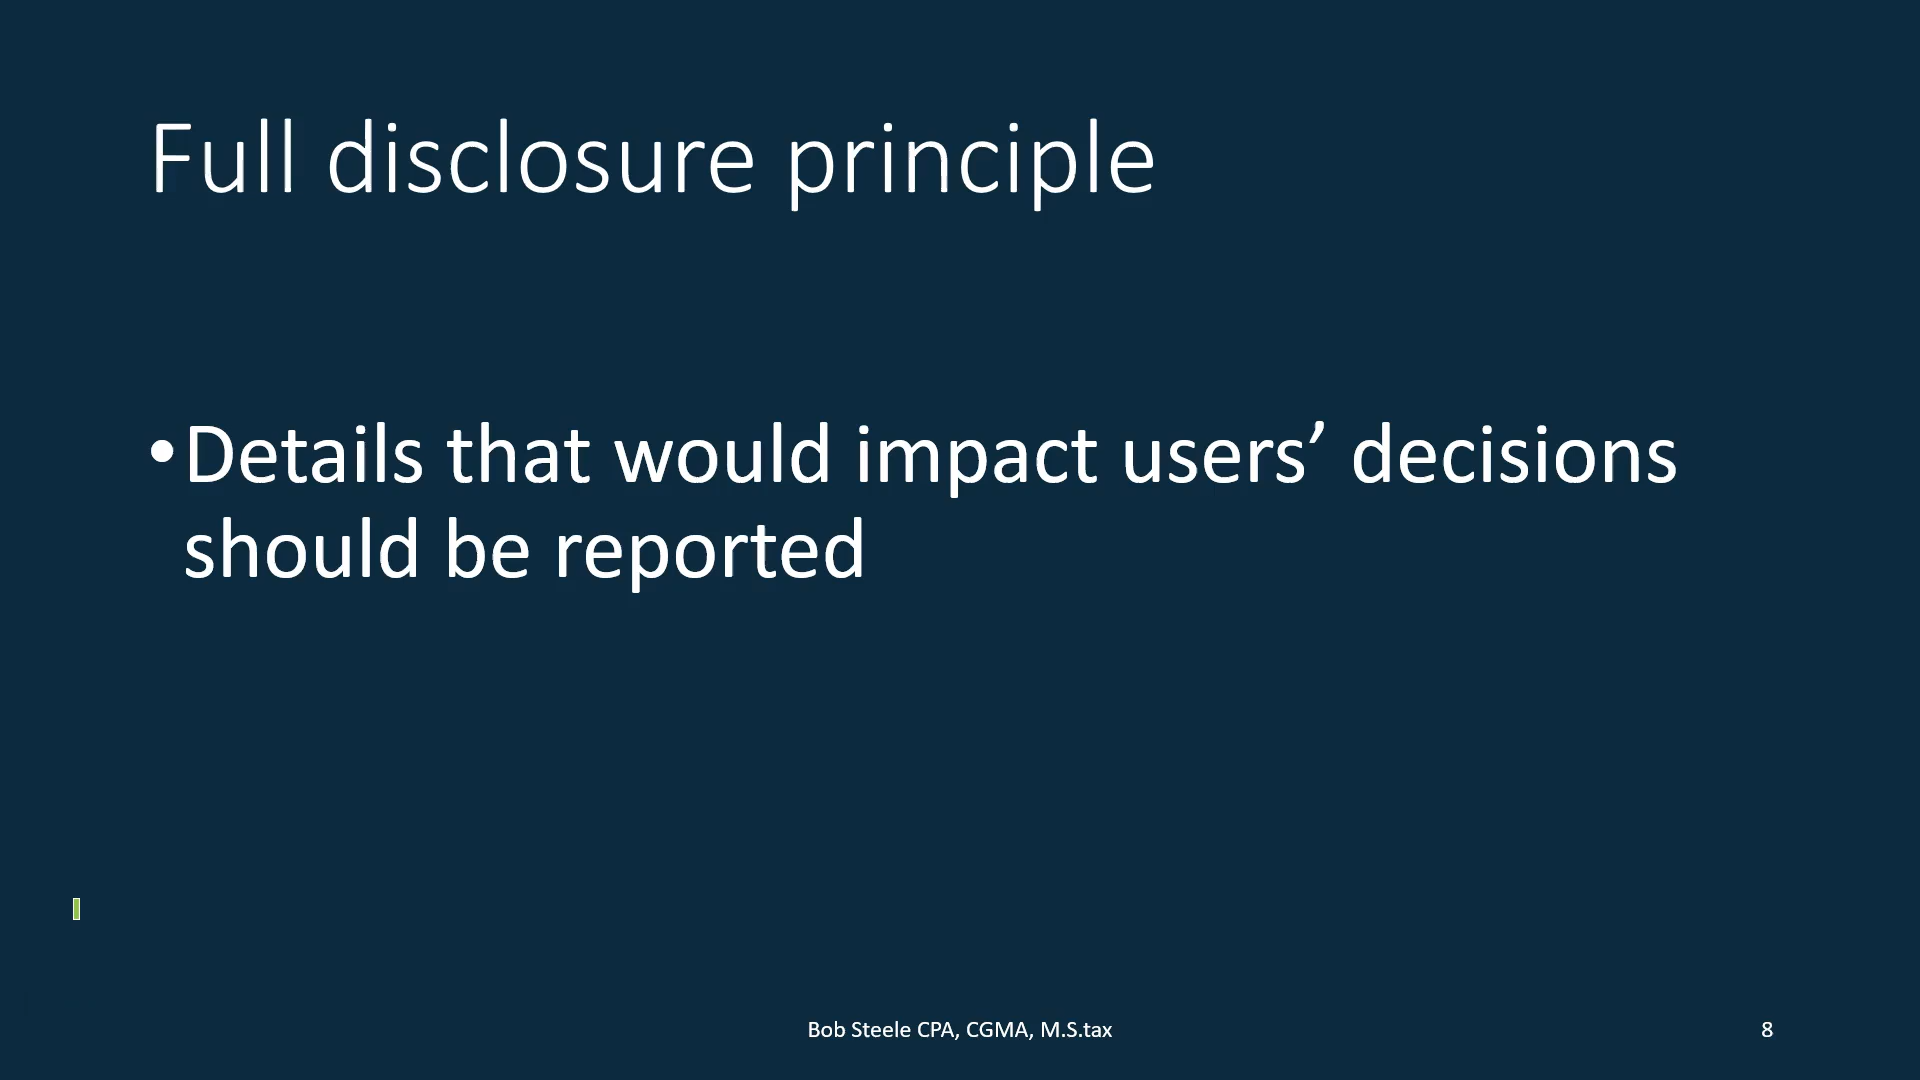 Full disclosure principle
•Details that would impact users’ decisions
should be reported
Bob Steele CPA, CGMA, M.S.tax
8